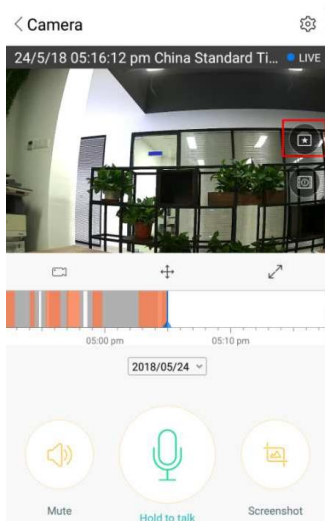 Camera
24/5/18 05:16:12 pm China Standard Ti... LIVE
05:00 pm 05:10 pm
2018/05/24
Mute Hold to talk Screenshot